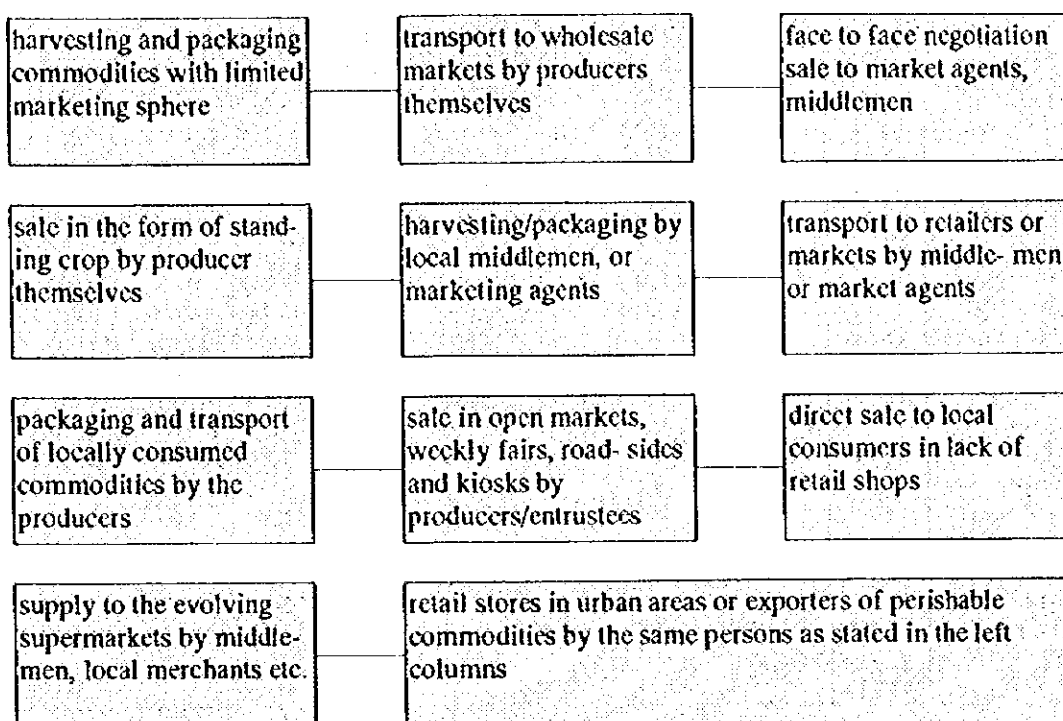 harvesting and packaging
commodities with limited
marketing sphere
transport to wholesale
markets by producers
themselves
face to face negotiation
sale to market agents,
middlemen
sale in the form of stand-
ing crop by producer
themselves
harvesting/packaging by
local middlemen, or
marketing agents
transport to retailers or
markets by middle- men
or market agents
packaging and transport
of locally consumed
commodities by the
producers
sale in open markets,
weekly fairs, road- sides
and kiosks by
producers/entrustees
direct sale to local
consumers in lack of
retail shops
supply to the evolving
supermarkets by middle-
men, local merchants etc.
retail stores in urban areas or exporters of perishable
commodities by the same persons as stated in the left
columns